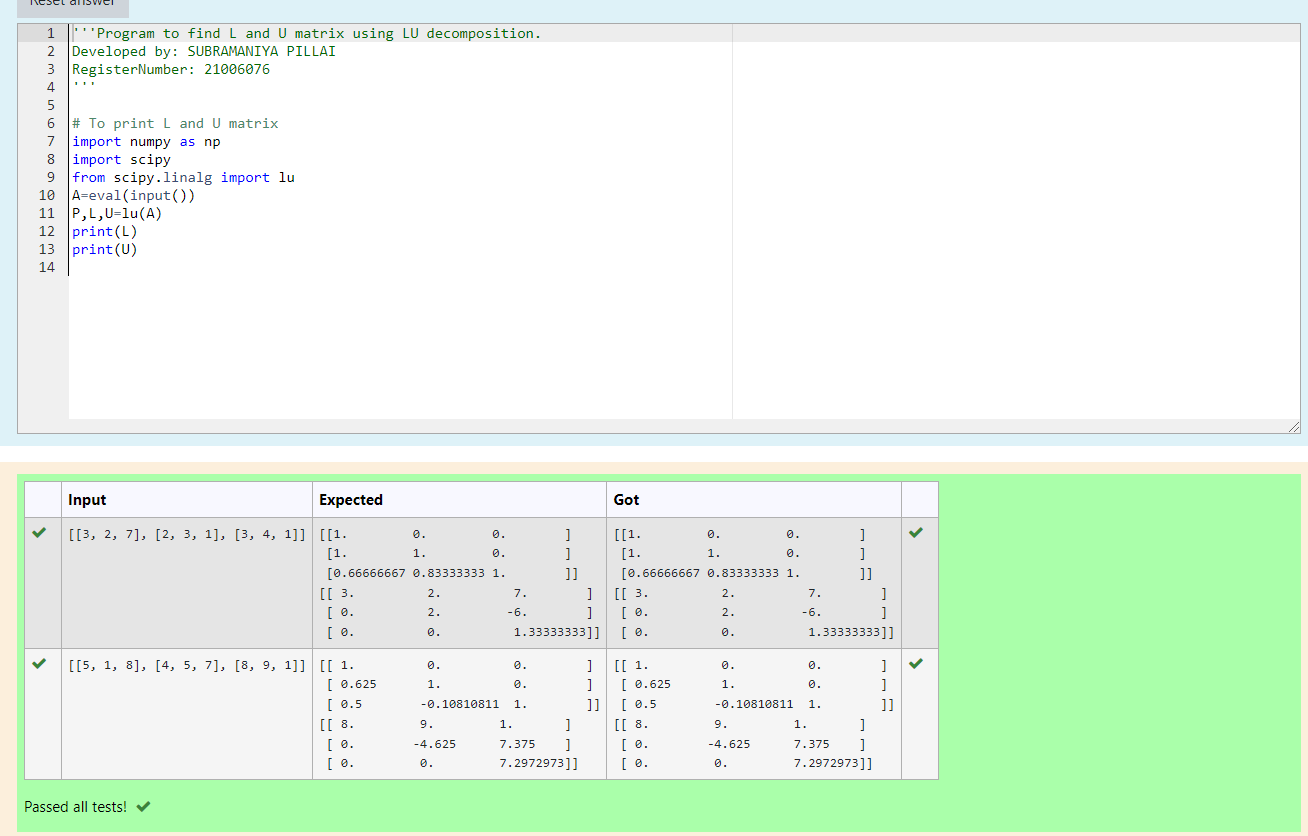 Reset answer
1 '''Program to find L and U matrix using LU decomposition.
2 Developed by: SUBRAMANIYA PILLAI
3 RegisterNumber: 21006076
4 '''
5
6 # To print L and U matrix
7 import numpy as np
8 import scipy
9 from scipy.linalg import lu
10 A=eval(input())
11 P,L,U=lu(A)
12 print(L)
13 print(U)
14
Input Expected Got
[[3, 2, 7], [2, 3, 1], [3, 4, 1]] [[1. 0. 0. ] [[1. 0. 0. ]
[1. 1. 0. ] [1. 1. 0. ]
[0.66666667 0.83333333 1. ]] [0.66666667 0.83333333 1. ]]
[[ 3. 2. 7. ] [[ 3. 2. 7. ]
[ 0. 2. -6. ] [ 0. 2. -6. ]
[ 0. 0. 1.33333333]] [ 0. 0. 1.33333333]]
[[5, 1, 8], [4, 5, 7], [8, 9, 1]] [[ 1. 0. 0. ] [[ 1. 0. 0. ]
[ 0.625 1. 0. ] [ 0.625 1. 0. ]
[ 0.5 -0.10810811 1. ]] [ 0.5 -0.10810811 1. ]]
[[ 8. 9. 1. ] [[ 8. 9. 1. ]
[ 0. -4.625 7.375 ] [ 0. -4.625 7.375 ]
[ 0. 0. 7.2972973]] [ 0. 0. 7.2972973]]
Passed all tests!